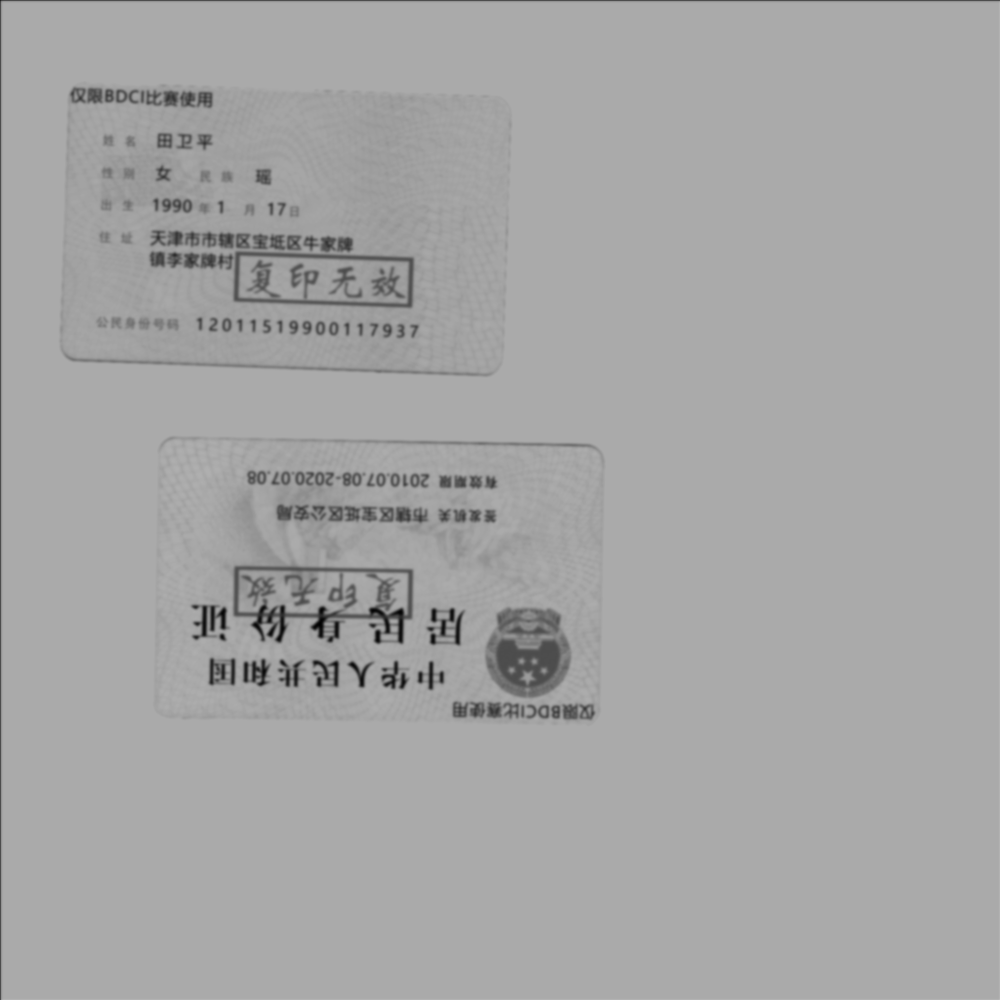 仅限BDCI比赛使用
姓名 田卫平
性别 女 民族 瑶
出生 1990 年 1 月 17 日
住址 天津市市辖区宝坻区牛家牌
镇李家牌村
复印无效
公民身份号码 120115199001117937
仅限BDCI比赛使用
中华人民共和国
居民身份证
复印无效
签发机关 市辖区宝坻区公安局
有效期限 2010.07.08-2020.07.08